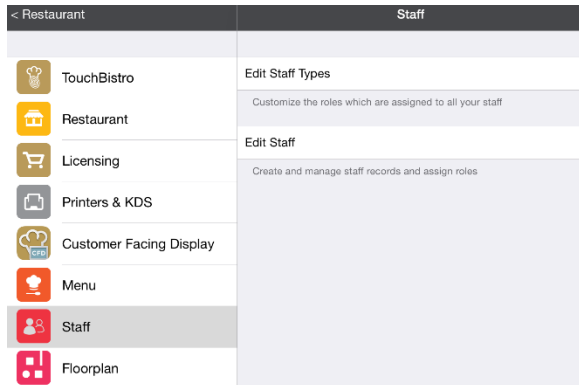 < Restaurant
Staff
TouchBistro
Restaurant
Licensing
Printers & KDS
Customer Facing Display
CFD
Menu
Staff
Floorplan
Edit Staff Types
Customize the roles which are assigned to all your staff
Edit Staff
Create and manage staff records and assign roles